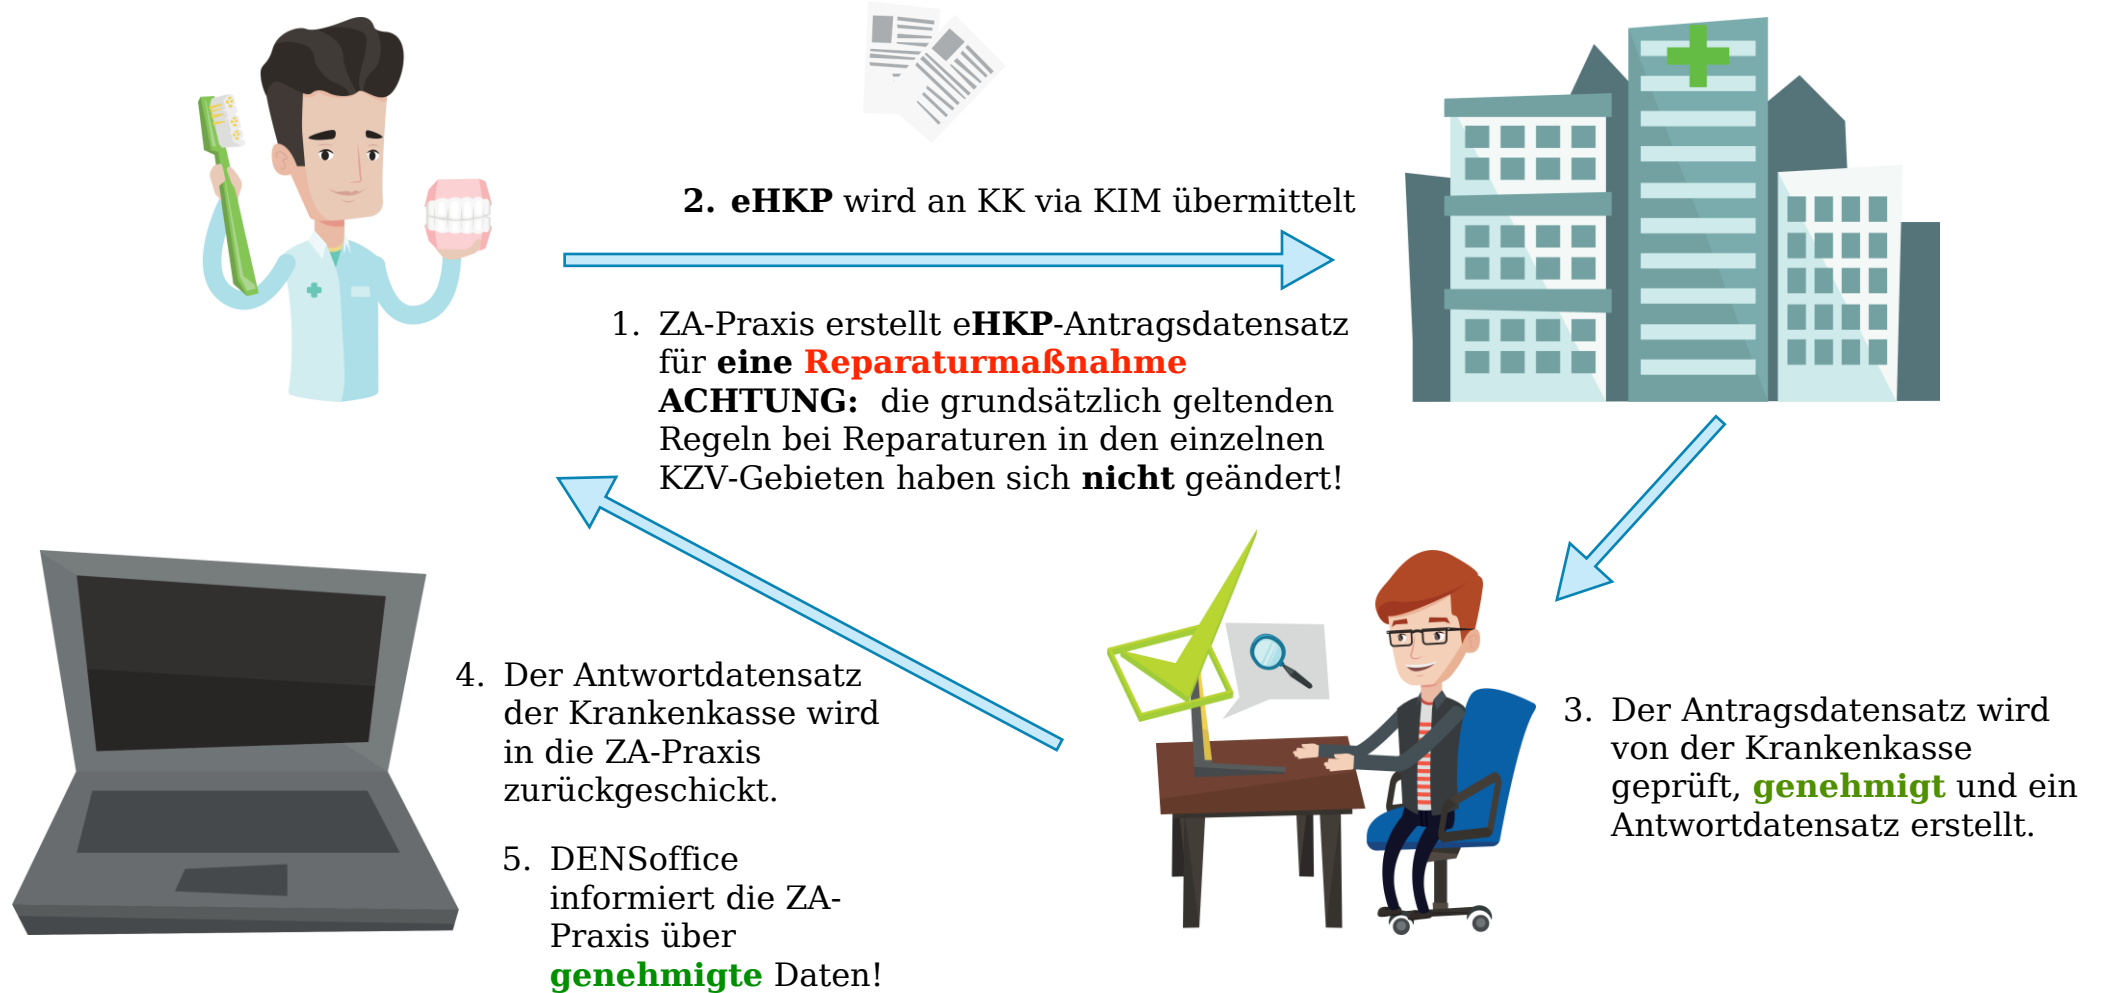 2. eHKP wird an KK via KIM übermittelt
1. ZA-Praxis erstellt eHKP-Antragsdatensatz
für eine Reparaturmaßnahme
ACHTUNG: die grundsätzlich geltenden
Regeln bei Reparaturen in den einzelnen
KZV-Gebieten haben sich nicht geändert!
3. Der Antragsdatensatz wird
von der Krankenkasse
geprüft, genehmigt und ein
Antwortdatensatz erstellt.
4. Der Antwortdatensatz
der Krankenkasse wird
in die ZA-Praxis
zurückgeschickt.
5. DENSoffice
informiert die ZA-
Praxis über
genehmigte Daten!